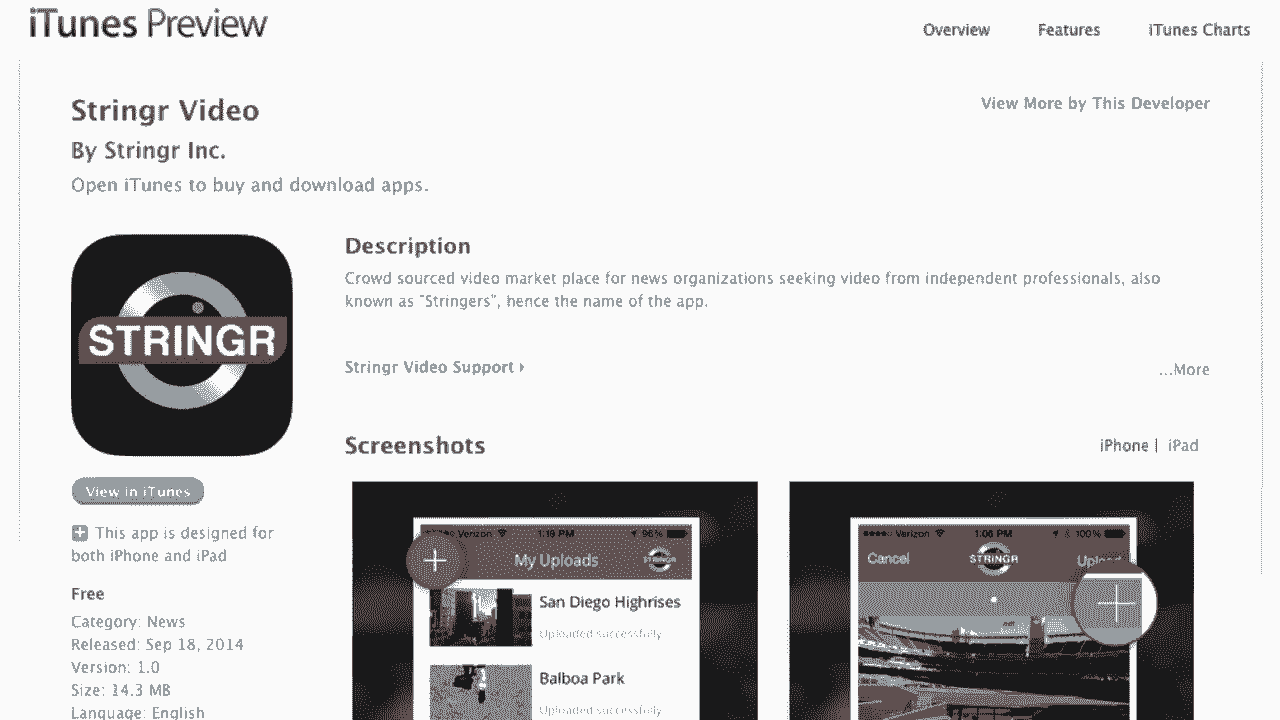 iTunes Preview
Overview Features iTunes Charts
Stringr Video
View More by This Developer
By Stringr Inc.
Open iTunes to buy and download apps.
STRINGR
Description
Crowd sourced video market place for news organizations seeking video from independent professionals, also
known as "Stringers", hence the name of the app.
Stringr Video Support
...More
Screenshots
iPhone | iPad
View in iTunes
This app is designed for
both iPhone and iPad
Free
Category: News
Released: Sep 18, 2014
Version: 1.0
Size: 14.3 MB
Language: English
Verizon 1:19 PM 96%
My Uploads STRINGR
San Diego Highrises
Uploaded successfully
Balboa Park
Uploaded successfully
Verizon 1:06 PM 100%
Cancel STRINGR